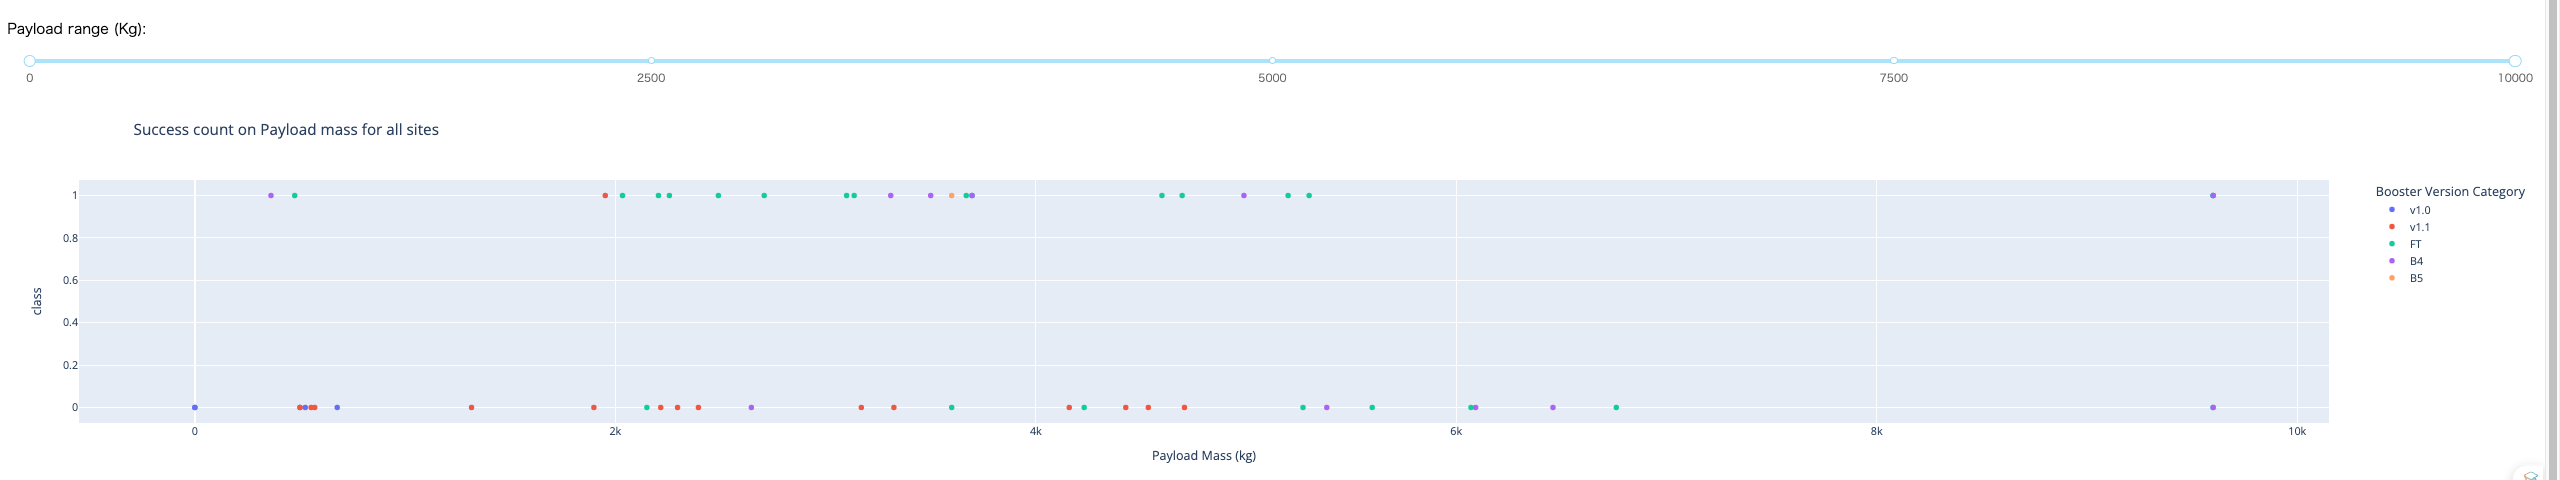 Payload range (Kg):
0 2500 5000 7500 10000
Success count on Payload mass for all sites
1
0.8
0.6
0.4
0.2
0
class
0 2k 4k 6k 8k 10k
Payload Mass (kg)
Booster Version Category
v1.0
v1.1
FT
B4
B5